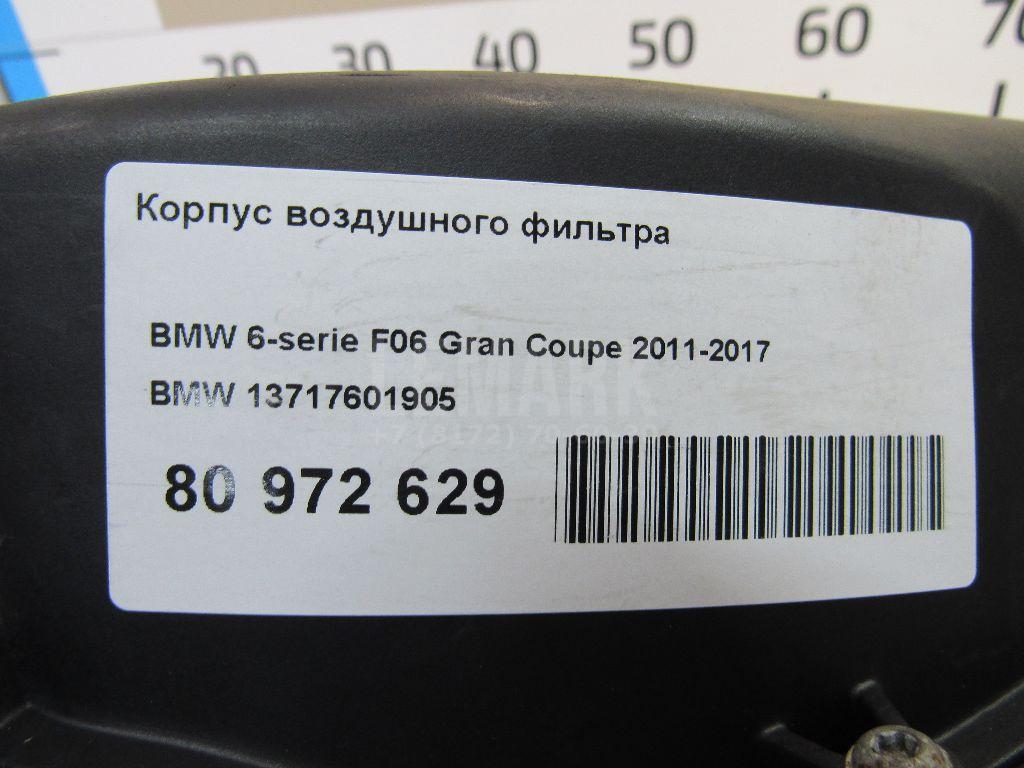 20 30 40 50 60 70
Корпус воздушного фильтра
BMW 6-serie F06 Gran Coupe 2011-2017
BMW 13717601905
80 972 629